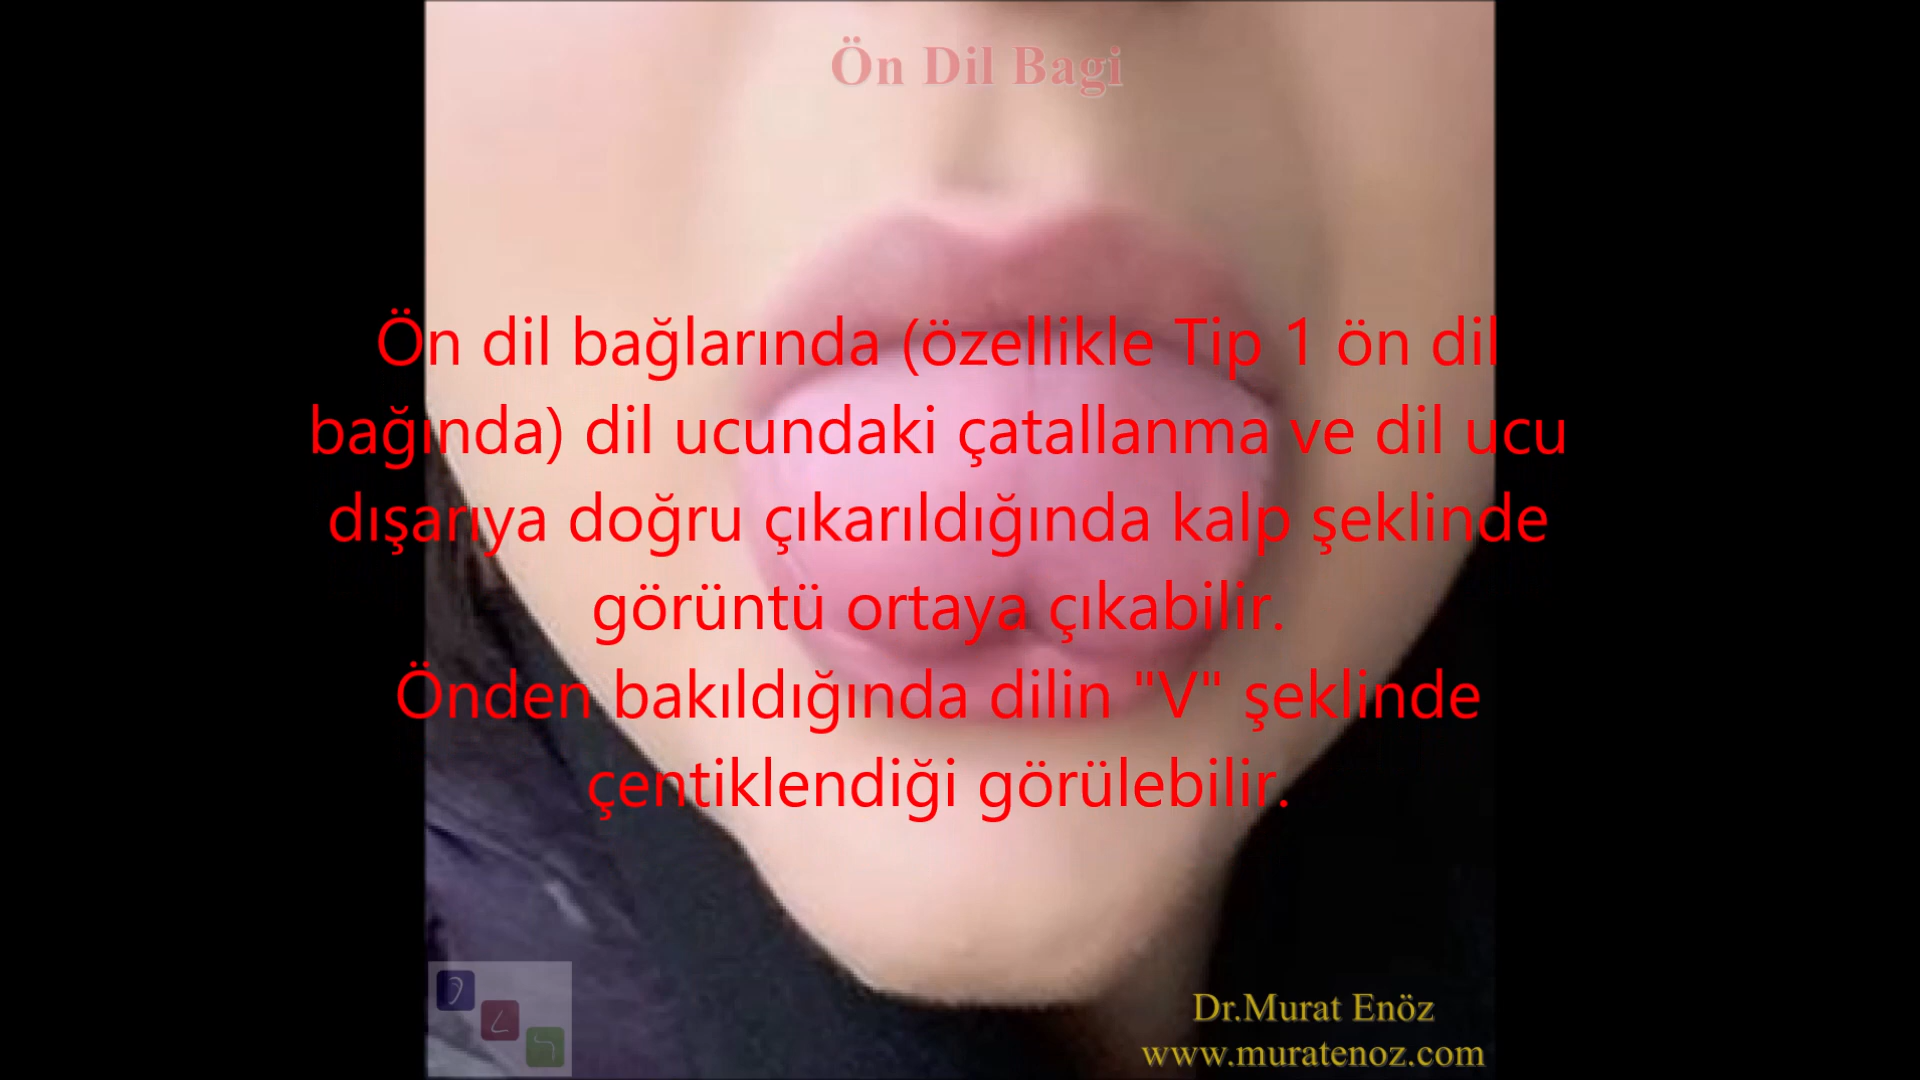 Ön Dil Bagi
Ön dil bağlarında (özellikle Tip 1 ön dil
bağında) dil ucundaki çatallanma ve dil ucu
dışarıya doğru çıkarıldığında kalp şeklinde
görüntü ortaya çıkabilir.
Önden bakıldığında dilin "V" şeklinde
çentiklendiği görülebilir.
Dr.Murat Enöz
www.muratenoz.com